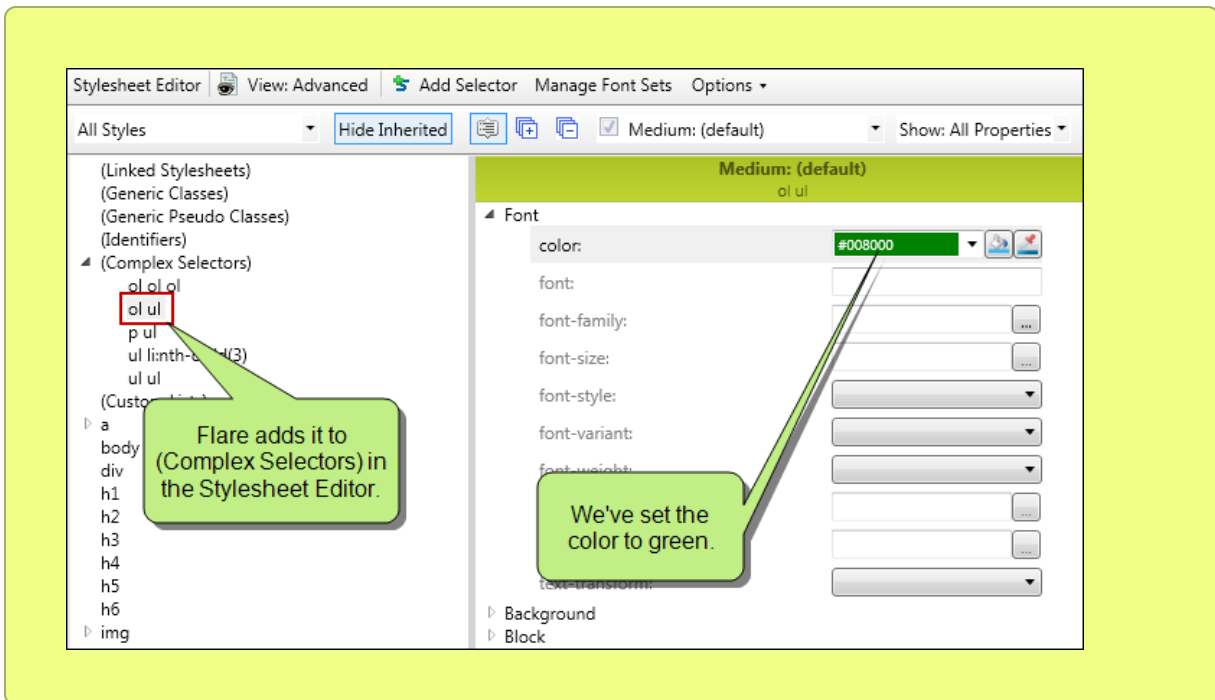 Stylesheet Editor View: Advanced Add Selector Manage Font Sets Options
All Styles Hide Inherited Medium: (default) Show: All Properties
(Linked Stylesheets)
(Generic Classes)
(Generic Pseudo Classes)
(Identifiers)
(Complex Selectors)
ol ol ol
ol ul
p ul
ul li:nth-
(3)
ul ul
a
body
div
h1
h2
h3
h4
h5
h6
img
Flare adds it to
(Complex Selectors) in
the Stylesheet Editor.
Medium: (default)
ol ul
Font
color: #008000
font:
font-family:
font-size:
font-style:
font-variant:
font-weight:
We've set the
color to green.
text-transform:
Background
Block